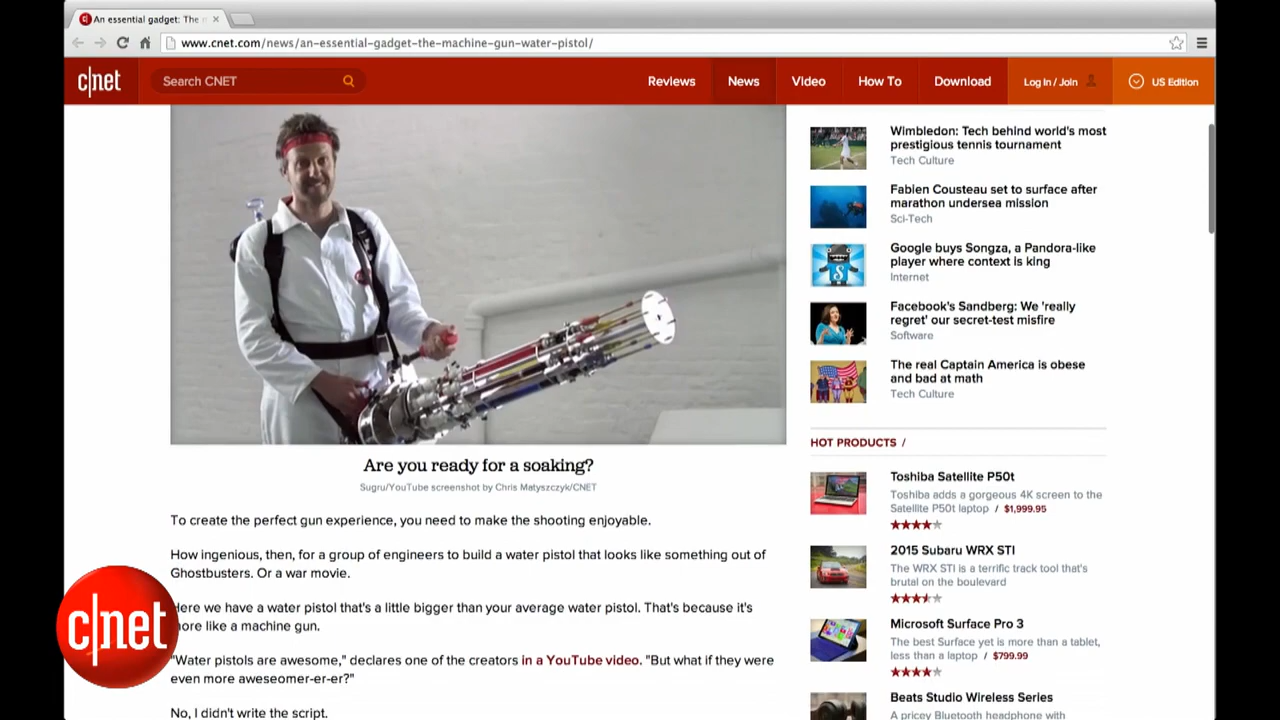 An essential gadget: The m
www.cnet.com/news/an-essential-gadget-the-machine-gun-water-pistol/
c|net
Search CNET
Reviews
News
Video
How To
Download
Log In / Join
US Edition
Are you ready for a soaking?
Sugru/YouTube screenshot by Chris Matyszczyk/CNET
To create the perfect gun experience, you need to make the shooting enjoyable.
How ingenious, then, for a group of engineers to build a water pistol that looks like something out of
Ghostbusters. Or a war movie.
Here we have a water pistol that's a little bigger than your average water pistol. That's because it's
more like a machine gun.
"Water pistols are awesome," declares one of the creators in a YouTube video. "But what if they were
even more aweseomer-er-er?"
No, I didn't write the script.
Wimbledon: Tech behind world's most
prestigious tennis tournament
Tech Culture
Fabien Cousteau set to surface after
marathon undersea mission
Sci-Tech
Google buys Songza, a Pandora-like
player where context is king
Internet
Facebook's Sandberg: We 'really
regret' our secret-test misfire
Software
The real Captain America is obese
and bad at math
Tech Culture
HOT PRODUCTS /
Toshiba Satellite P50t
Toshiba adds a gorgeous 4K screen to the
Satellite P50t laptop / $1,999.95
2015 Subaru WRX STI
The WRX STI is a terrific track tool that's
brutal on the boulevard
Microsoft Surface Pro 3
The best Surface yet is more than a tablet,
less than a laptop / $799.99
Beats Studio Wireless Series
A pricey Bluetooth headphone with
c|net